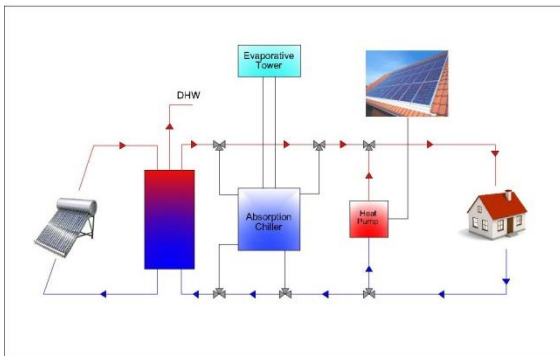 Evaporative
Tower
DHW
Absorption
Chiller
Heat
Pump